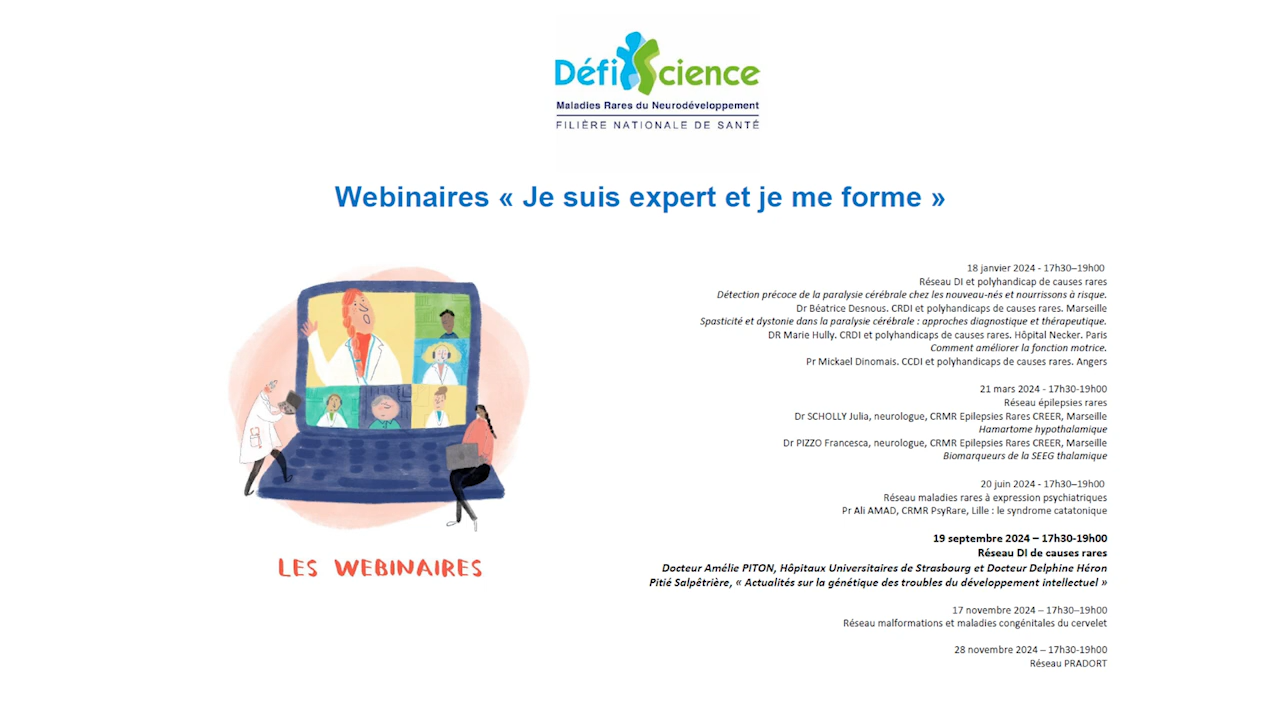 DéfiScience
Maladies Rares du Neurodéveloppement
FILIÈRE NATIONALE DE SANTÉ
Webinaires « Je suis expert et je me forme »
18 janvier 2024 - 17h30–19h00
Réseau DI et polyhandicap de causes rares
Détection précoce de la paralysie cérébrale chez les nouveau-nés et nourrissons à risque.
Dr Béatrice Desnous. CRDI et polyhandicaps de causes rares. Marseille
Spasticité et dystonie dans la paralysie cérébrale : approches diagnostique et thérapeutique.
DR Marie Hully. CRDI et polyhandicaps de causes rares. Hôpital Necker. Paris
Comment améliorer la fonction motrice.
Pr Mickael Dinomais. CCDI et polyhandicaps de causes rares. Angers
21 mars 2024 - 17h30-19h00
Réseau épilepsies rares
Dr SCHOLLY Julia, neurologue, CRMR Epilepsies Rares CREER, Marseille
Hamartome hypothalamique
Dr PIZZO Francesca, neurologue, CRMR Epilepsies Rares CREER, Marseille
Biomarqueurs de la SEEG thalamique
20 juin 2024 - 17h30–19h00
Réseau maladies rares à expression psychiatriques
Pr Ali AMAD, CRMR PsyRare, Lille : le syndrome catatonique
19 septembre 2024 – 17h30-19h00
Réseau DI de causes rares
Docteur Amélie PITON, Hôpitaux Universitaires de Strasbourg et Docteur Delphine Héron
Pitié Salpêtrière, « Actualités sur la génétique des troubles du développement intellectuel »
17 novembre 2024 – 17h30–19h00
Réseau malformations et maladies congénitales du cervelet
28 novembre 2024 – 17h30-19h00
Réseau PRADORT
LES WEBINAIRES